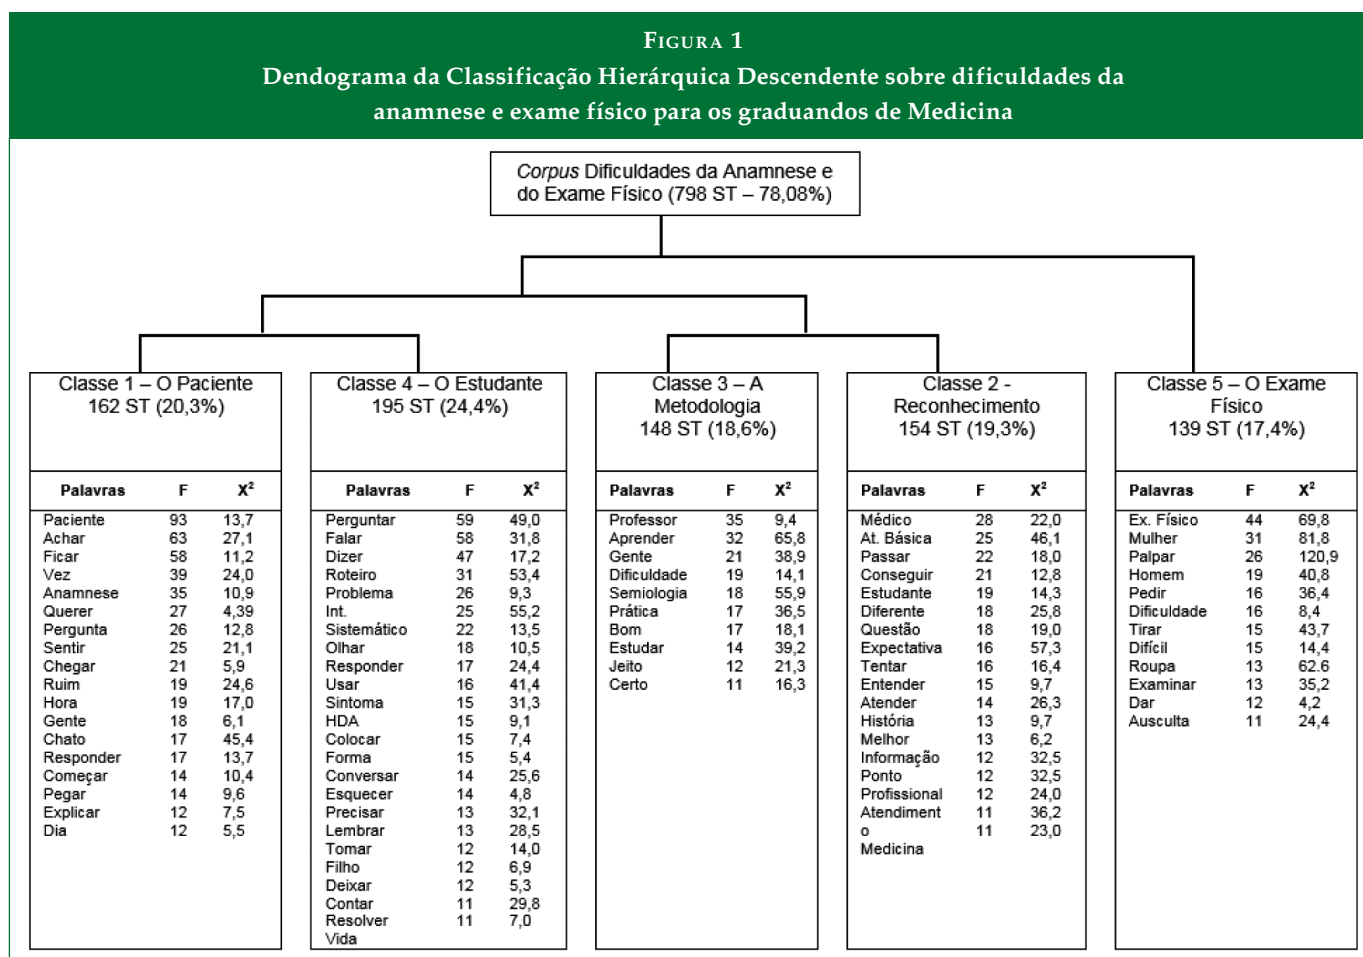 FIGURA 1
Dendograma da Classificação Hierárquica Descendente sobre dificuldades da
anamnese e exame físico para os graduandos de Medicina
Corpus Dificuldades da Anamnese e
do Exame Físico (798 ST – 78,08%)
Classe 1 – O Paciente
162 ST (20,3%)
Palavras F X²
Paciente 93 13,7
Achar 63 27,1
Ficar 58 11,2
Vez 39 24,0
Anamnese 35 10,9
Querer 27 4,39
Pergunta 26 12,8
Sentir 25 21,1
Chegar 21 5,9
Ruim 19 24,6
Hora 19 17,0
Gente 18 6,1
Chato 17 45,4
Responder 17 13,7
Começar 14 10,4
Pegar 14 9,6
Explicar 12 7,5
Dia 12 5,5
Classe 4 – O Estudante
195 ST (24,4%)
Palavras F X²
Perguntar 59 49,0
Falar 58 31,8
Dizer 47 17,2
Roteiro 31 53,4
Problema 26 9,3
Int. 25 55,2
Sistemático 22 13,5
Olhar 18 10,5
Responder 17 24,4
Usar 16 41,4
Sintoma 15 31,3
HDA 15 9,1
Colocar 15 7,4
Forma 15 5,4
Conversar 14 25,6
Esquecer 14 4,8
Precisar 13 32,1
Lembrar 13 28,5
Tomar 12 14,0
Filho 12 6,9
Deixar 12 5,3
Contar 11 29,8
Resolver 11 7,0
Vida
Classe 3 – A
Metodologia
148 ST (18,6%)
Palavras F X²
Professor 35 9,4
Aprender 32 65,8
Gente 21 38,9
Dificuldade 19 14,1
Semiologia 18 55,9
Prática 17 36,5
Bom 17 18,1
Estudar 14 39,2
Jeito 12 21,3
Certo 11 16,3
Classe 2 -
Reconhecimento
154 ST (19,3%)
Palavras F X²
Médico 28 22,0
At. Básica 25 46,1
Passar 22 18,0
Conseguir 21 12,8
Estudante 19 14,3
Diferente 18 25,8
Questão 18 19,0
Expectativa 16 57,3
Tentar 16 16,4
Entender 15 9,7
Atender 14 26,3
História 13 9,7
Melhor 13 6,2
Informação 12 32,5
Ponto 12 32,5
Profissional 12 24,0
Atendiment 11 36,2
o 11 23,0
Medicina
Classe 5 – O Exame
Físico
139 ST (17,4%)
Palavras F X²
Ex. Físico 44 69,8
Mulher 31 81,8
Palpar 26 120,9
Homem 19 40,8
Pedir 16 36,4
Dificuldade 16 8,4
Tirar 15 43,7
Difícil 15 14,4
Roupa 13 62.6
Examinar 13 35,2
Dar 12 4,2
Ausculta 11 24,4